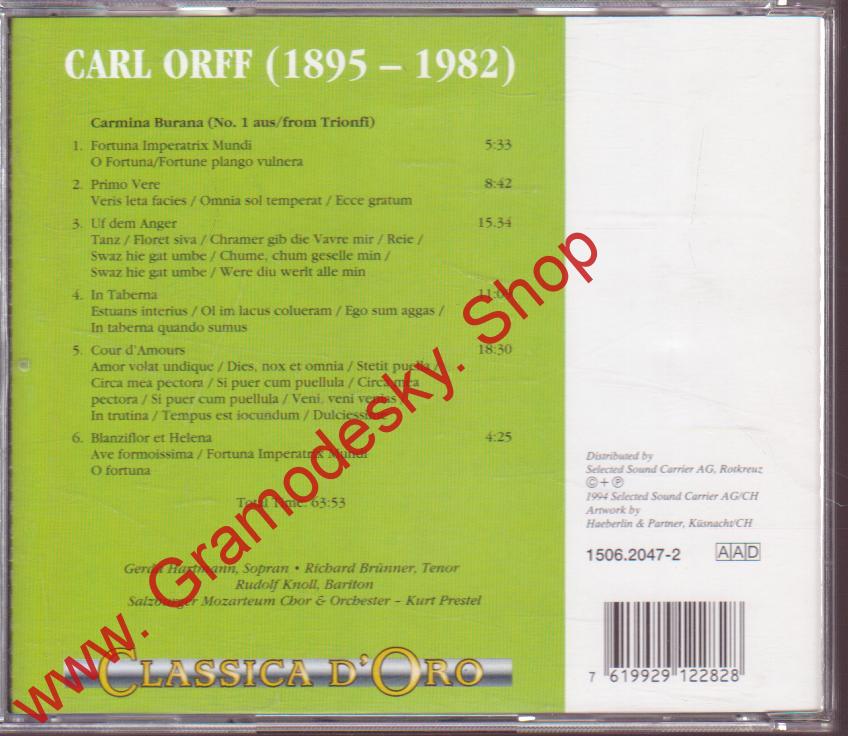 CARL ORFF (1895 – 1982)
Carmina Burana (No. 1 aus/from Trionfi)
1. Fortuna Imperatrix Mundi 5:33
O Fortuna/Fortune plango vulnera
2. Primo Vere 8:42
Veris leta facies / Omnia sol temperat / Ecce gratum
3. Uf dem Anger 15.34
Tanz / Floret siva / Chramer gib die Vavre mir / Reie /
Swaz hie gat umbe / Chume, chum geselle min /
Swaz hie gat umbe / Were diu werlt alle min
4. In Taberna
Estuans interius / Ol im lacus colueram / Ego sum aggas /
In taberna quando sumus
5. Cour d'Amours 18:30
Amor volat undique / Dies, nox et omnia / Stetit puella /
Circa mea pectora / Si puer cum puellula / Circa mea
pectora / Si puer cum puellula / Veni, veni venias /
In trutina / Tempus est iocundum / Dulcissime
6. Blanziflor et Helena 4:25
Ave formoissima / Fortuna Imperatrix Mundi
O fortuna
Total Time: 63:53
Gerda Hartmann, Sopran • Richard Brünner, Tenor
Rudolf Knoll, Bariton
Salzburger Mozarteum Chor & Orchester – Kurt Prestel
CLASSICA D'ORO
Distributed by
Selected Sound Carrier AG, Rotkreuz
©+℗
1994 Selected Sound Carrier AG/CH
Artwork by
Haeberlin & Partner, Küsnacht/CH
1506.2047-2 AAD
7 619929 122828
www. Gramodesky. Shop